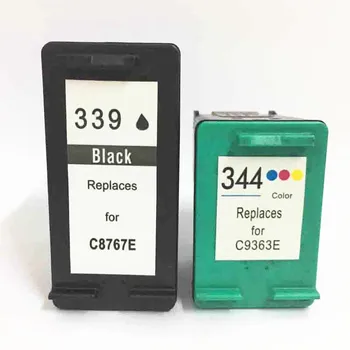 339
Black
Replaces
for
C8767E
344
Color
Replaces
for
C9363E